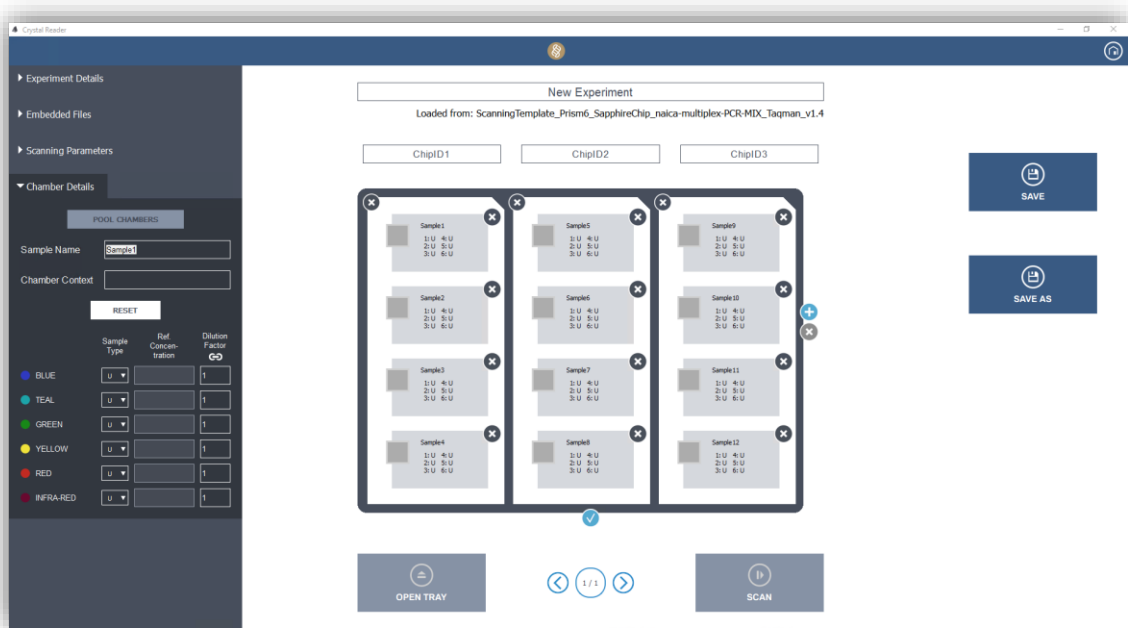 Crystal Reader
Experiment Details
Embedded Files
Scanning Parameters
Chamber Details
POOL CHAMBERS
Sample Name Sample1
Chamber Context
RESET
Sample Type Ref. Concen-tration Dilution Factor
BLUE U 1
TEAL U 1
GREEN U 1
YELLOW U 1
RED U 1
INFRA-RED U 1
New Experiment
Loaded from: ScanningTemplate_Prism6_SapphireChip_naica-multiplex-PCR-MIX_Taqman_v1.4
ChipID1 ChipID2 ChipID3
Sample1
1: U 4: U
2: U 5: U
3: U 6: U
Sample2
1: U 4: U
2: U 5: U
3: U 6: U
Sample3
1: U 4: U
2: U 5: U
3: U 6: U
Sample4
1: U 4: U
2: U 5: U
3: U 6: U
Sample5
1: U 4: U
2: U 5: U
3: U 6: U
Sample6
1: U 4: U
2: U 5: U
3: U 6: U
Sample7
1: U 4: U
2: U 5: U
3: U 6: U
Sample8
1: U 4: U
2: U 5: U
3: U 6: U
Sample9
1: U 4: U
2: U 5: U
3: U 6: U
Sample10
1: U 4: U
2: U 5: U
3: U 6: U
Sample11
1: U 4: U
2: U 5: U
3: U 6: U
Sample12
1: U 4: U
2: U 5: U
3: U 6: U
OPEN TRAY
1 / 1
SCAN
SAVE
SAVE AS